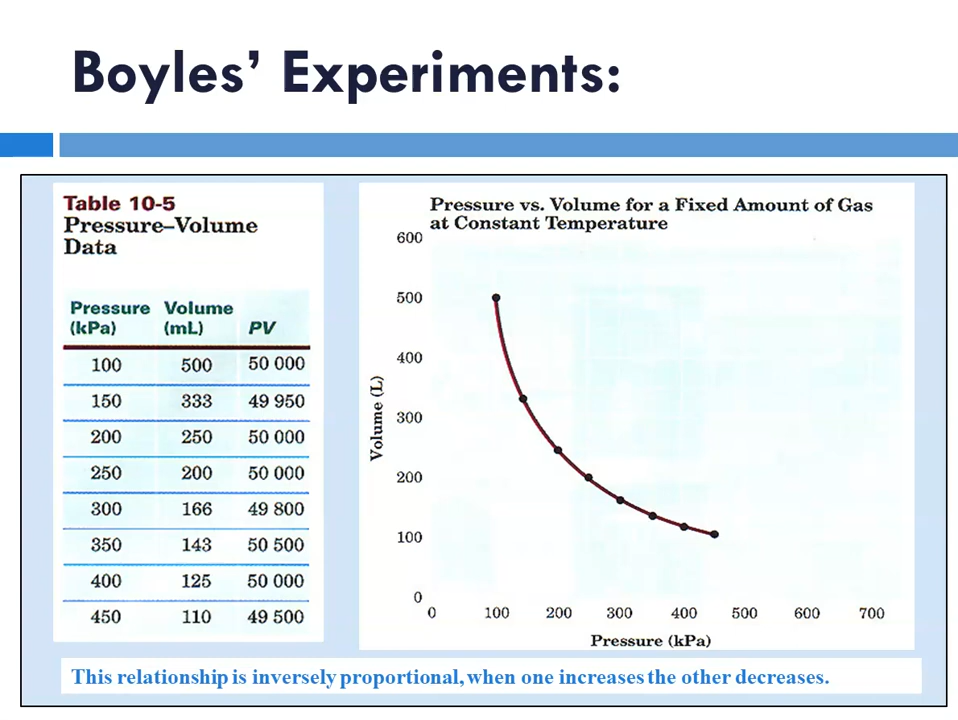 Boyles’ Experiments:
Table 10-5
Pressure–Volume
Data
Pressure (kPa) Volume (mL) PV
100 500 50 000
150 333 49 950
200 250 50 000
250 200 50 000
300 166 49 800
350 143 50 500
400 125 50 000
450 110 49 500
Pressure vs. Volume for a Fixed Amount of Gas
at Constant Temperature
600
500
400
300
200
100
0
Volume (L)
0 100 200 300 400 500 600 700
Pressure (kPa)
This relationship is inversely proportional, when one increases the other decreases.